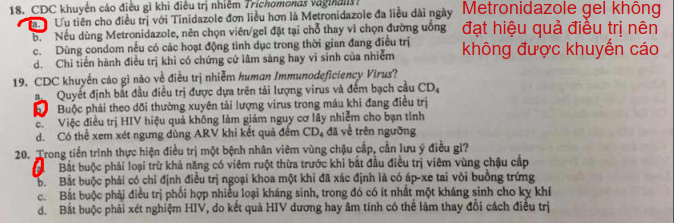 18. CDC khuyến cáo điều gì khi điều trị nhiễm Trichomonas vaginalis?
a. Ưu tiên cho điều trị với Tinidazole đơn liều hơn là Metronidazole đa liều dài ngày
b. Nếu dùng Metronidazole, nên chọn viên/gel đặt tại chỗ thay vì chọn đường uống
c. Dùng condom nếu có các hoạt động tình dục trong thời gian đang điều trị
d. Chỉ tiến hành điều trị khi có chứng cứ lâm sàng hay vi sinh của nhiễm
Metronidazole gel không
đạt hiệu quả điều trị nên
không được khuyến cáo
19. CDC khuyến cáo gì nào về điều trị nhiễm human Immunodeficiency Virus?
a. Quyết định bắt đầu điều trị được dựa trên tải lượng virus và đếm bạch cầu CD4
b. Buộc phải theo dõi thường xuyên tải lượng virus trong máu khi đang điều trị
c. Việc điều trị HIV hiệu quả không làm giảm nguy cơ lây nhiễm cho bạn tình
d. Có thể xem xét ngưng dùng ARV khi kết quả đếm CD4 đã về trên ngưỡng
20. Trong tiến trình thực hiện điều trị một bệnh nhân viêm vùng chậu cấp, cần lưu ý điều gì?
Bắt buộc phải loại trừ khả năng có viêm ruột thừa trước khi bắt đầu điều trị viêm vùng chậu cấp
b. Bắt buộc phải có chỉ định điều trị ngoại khoa một khi đã xác định là có áp-xe tai vòi buồng trứng
c. Bắt buộc phải điều trị phối hợp nhiều loại kháng sinh, trong đó có ít nhất một kháng sinh cho kỵ khí
d. Bắt buộc phải xét nghiệm HIV, do kết quả HIV dương hay âm tính có thể làm thay đổi cách điều trị